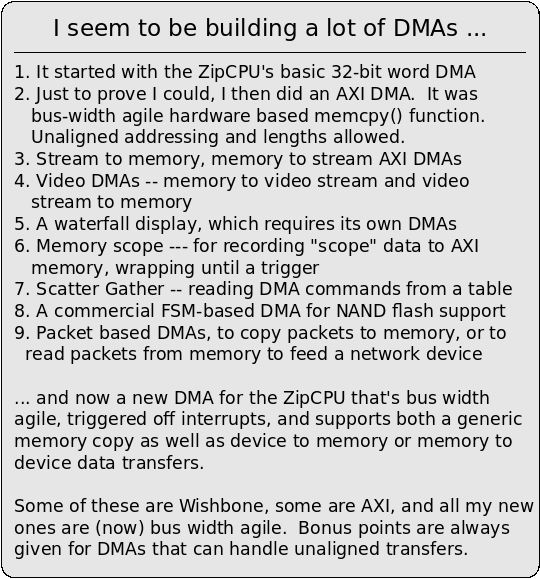 I seem to be building a lot of DMAs ...
1. It started with the ZipCPU's basic 32-bit word DMA
2. Just to prove I could, I then did an AXI DMA.  It was
bus-width agile hardware based memcpy() function.
Unaligned addressing and lengths allowed.
3. Stream to memory, memory to stream AXI DMAs
4. Video DMAs -- memory to video stream and video
stream to memory
5. A waterfall display, which requires its own DMAs
6. Memory scope --- for recording "scope" data to AXI
memory, wrapping until a trigger
7. Scatter Gather -- reading DMA commands from a table
8. A commercial FSM-based DMA for NAND flash support
9. Packet based DMAs, to copy packets to memory, or to
read packets from memory to feed a network device
... and now a new DMA for the ZipCPU that's bus width
agile, triggered off interrupts, and supports both a generic
memory copy as well as device to memory or memory to
device data transfers.
Some of these are Wishbone, some are AXI, and all my new
ones are (now) bus width agile.  Bonus points are always
given for DMAs that can handle unaligned transfers.